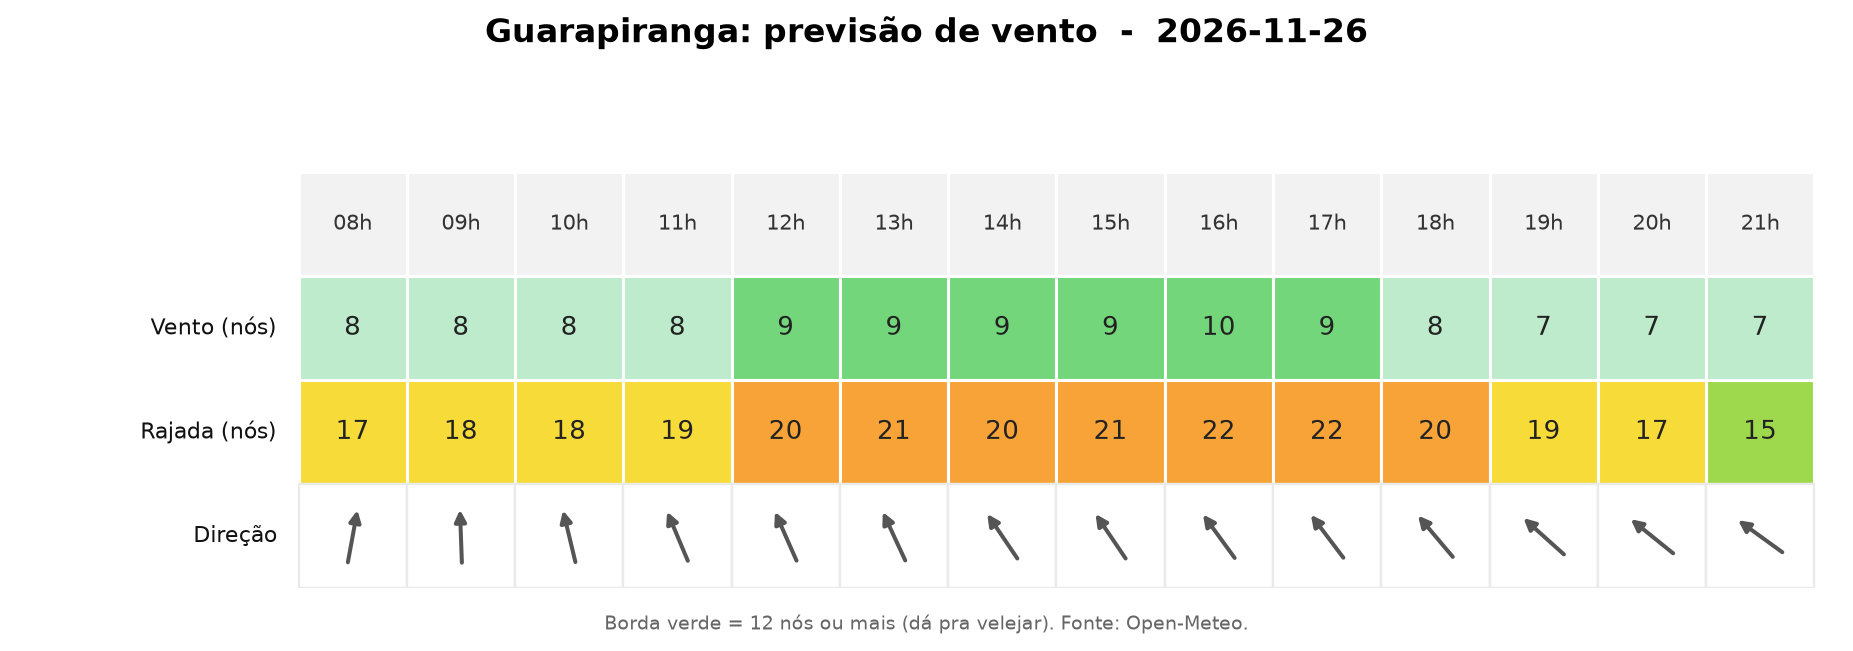 Guarapiranga: previsão de vento - 2026-11-26
08h 09h 10h 11h 12h 13h 14h 15h 16h 17h 18h 19h 20h 21h
Vento (nós) 8 8 8 8 9 9 9 9 10 9 8 7 7 7
Rajada (nós) 17 18 18 19 20 21 20 21 22 22 20 19 17 15
Direção
Borda verde = 12 nós ou mais (dá pra velejar). Fonte: Open-Meteo.